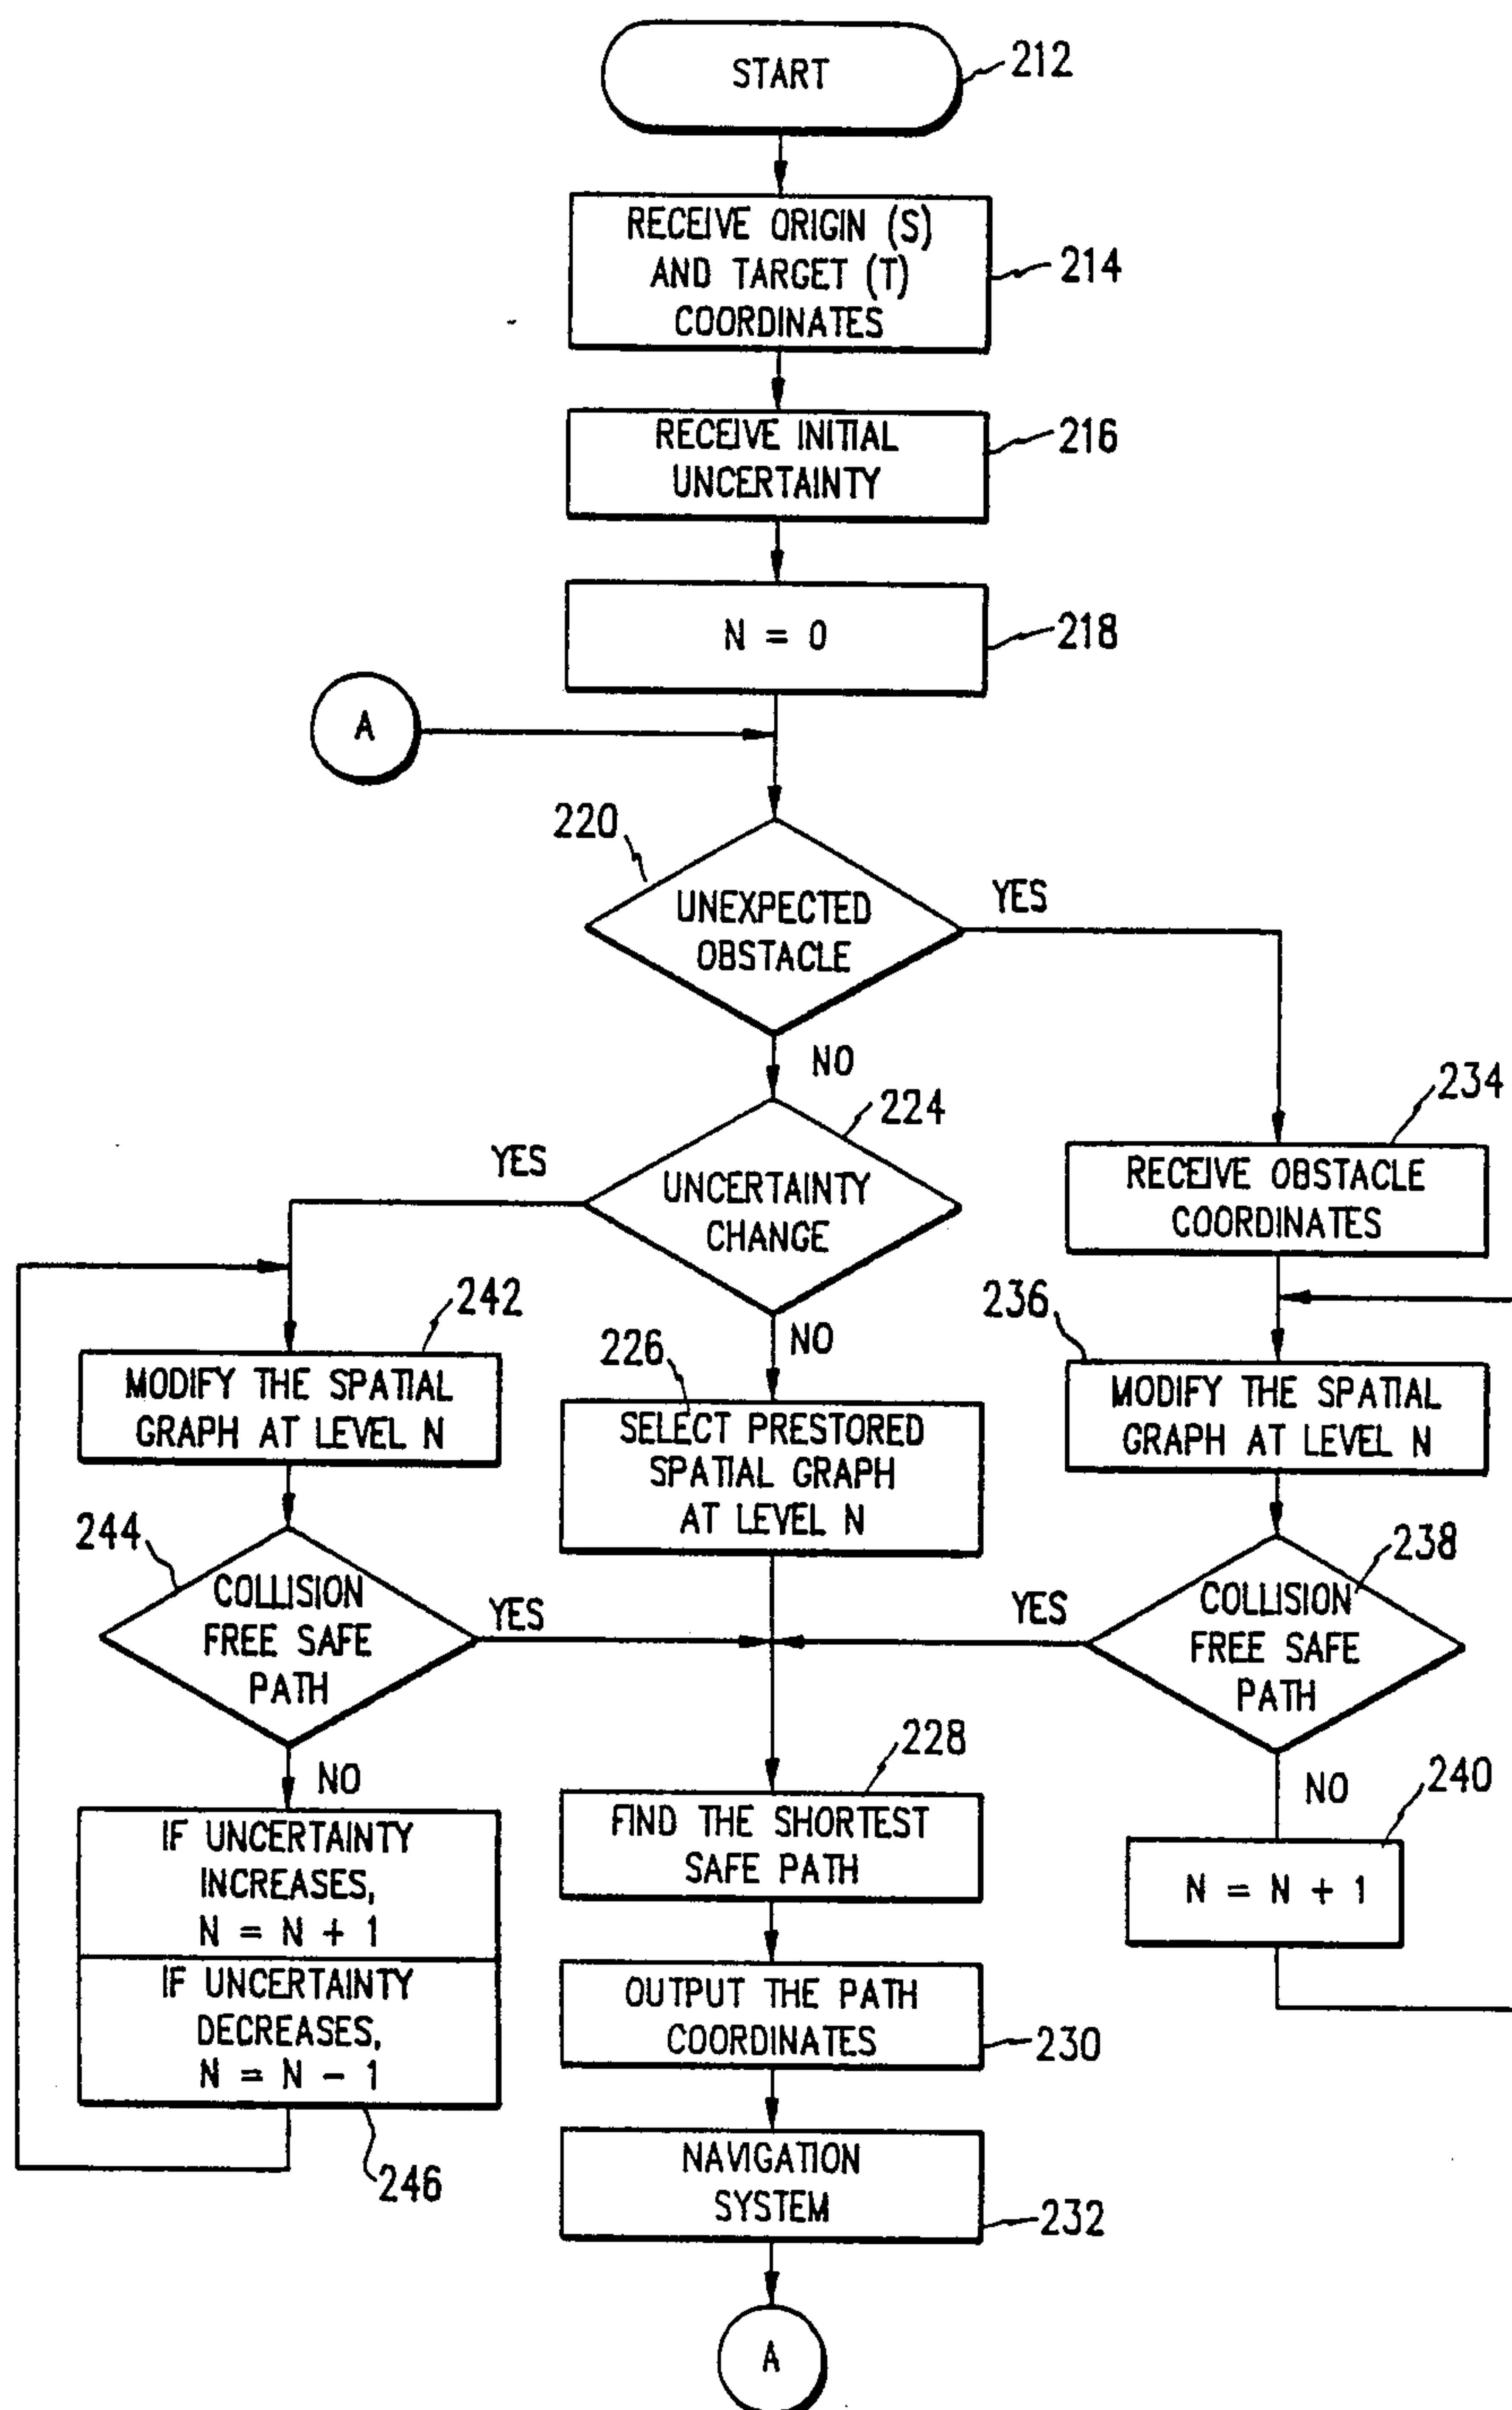 START
212
RECEIVE ORIGIN (S)
AND TARGET (T)
COORDINATES
214
RECEIVE INITIAL
UNCERTAINTY
216
N = 0
218
A
220
UNEXPECTED
OBSTACLE
YES
NO
224
UNCERTAINTY
CHANGE
YES
NO
234
RECEIVE OBSTACLE
COORDINATES
242
MODIFY THE SPATIAL
GRAPH AT LEVEL N
226
SELECT PRESTORED
SPATIAL GRAPH
AT LEVEL N
236
MODIFY THE SPATIAL
GRAPH AT LEVEL N
244
COLLISION
FREE SAFE
PATH
YES
NO
238
COLLISION
FREE SAFE
PATH
YES
NO
IF UNCERTAINTY
INCREASES,
N = N + 1
IF UNCERTAINTY
DECREASES,
N = N - 1
246
228
FIND THE SHORTEST
SAFE PATH
240
N = N + 1
OUTPUT THE PATH
COORDINATES
230
NAVIGATION
SYSTEM
232
A